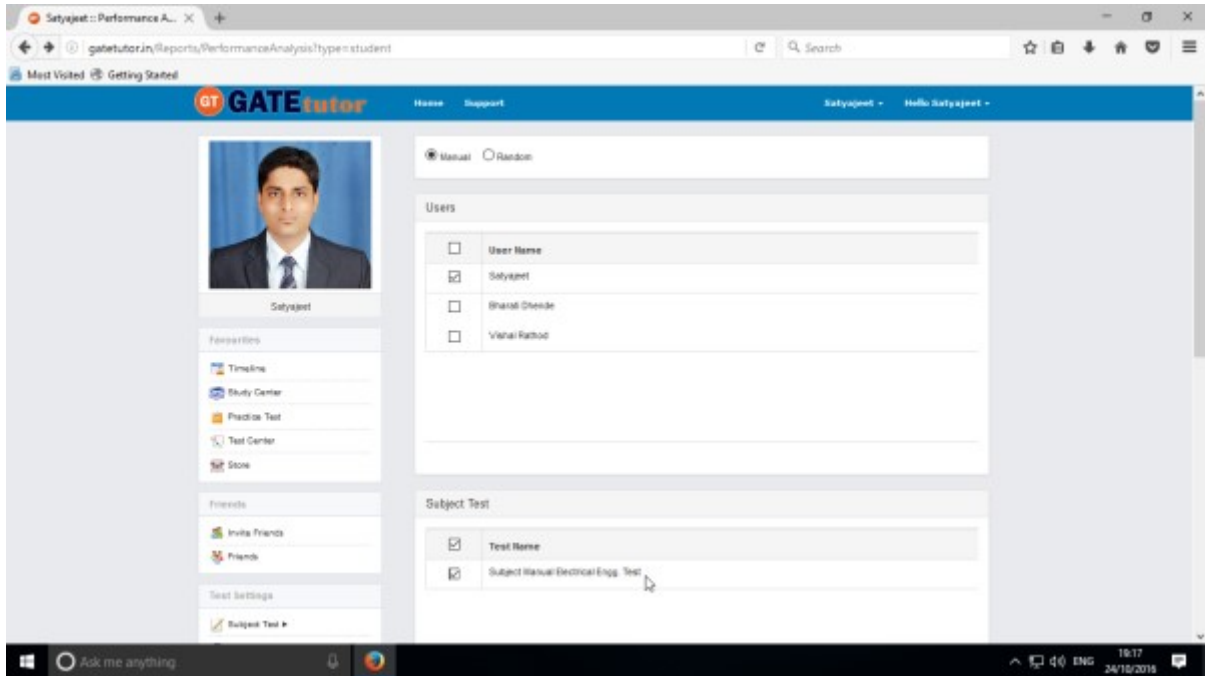 Satyajeet :: Performance A...
gatetutor.in/Reports/PerformanceAnalysis?type=student
Search
Most Visited Getting Started
GT GATEtutor Home Support Satyajeet Hello Satyajeet
Manual Random
Users
User Name
Satyajeet
Bharati Dhende
Vishal Rathod
Satyajeet
Favourites
Timeline
Study Center
Practice Test
Test Center
Store
Friends
Invite Friends
Friends
Test Settings
Subject Test
Subject Test
Test Name
Subject Manual Electrical Engg. Test
Ask me anything
ENG
19:17
24/10/2016